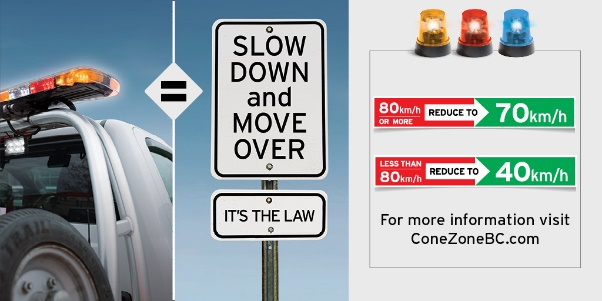 SLOW
DOWN
and
MOVE
OVER
IT'S THE LAW
80km/h
OR MORE
REDUCE TO
70km/h
LESS THAN
80km/h
REDUCE TO
40km/h
For more information visit
ConeZoneBC.com